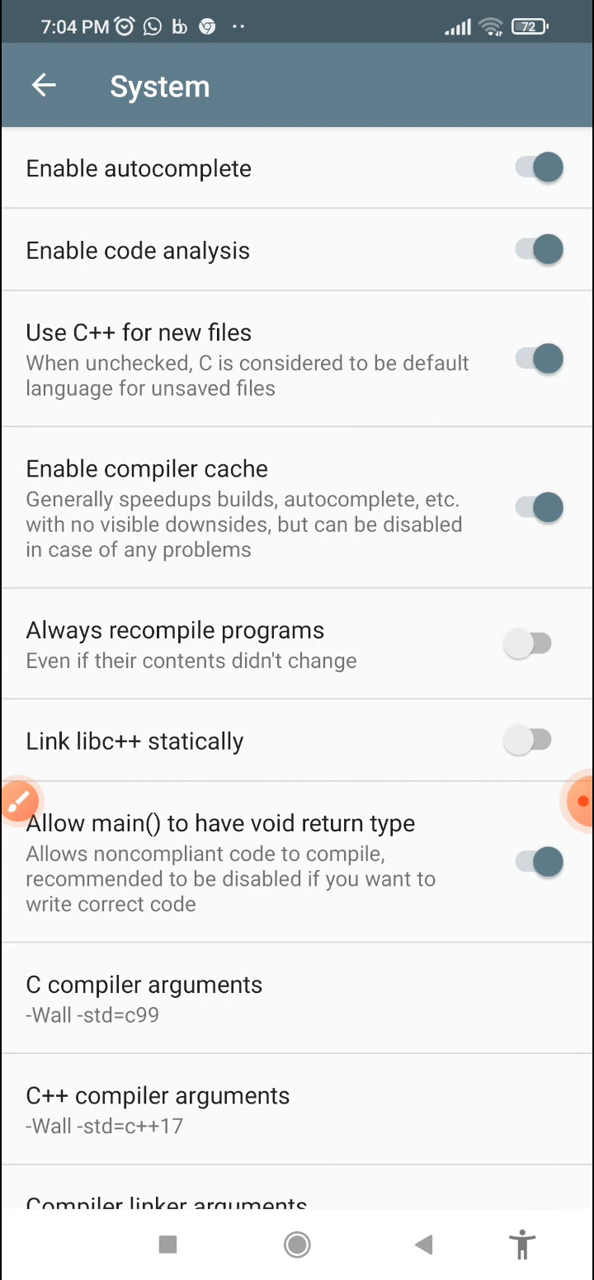 7:04 PM
72
System
Enable autocomplete
Enable code analysis
Use C++ for new files
When unchecked, C is considered to be default
language for unsaved files
Enable compiler cache
Generally speedups builds, autocomplete, etc.
with no visible downsides, but can be disabled
in case of any problems
Always recompile programs
Even if their contents didn't change
Link libc++ statically
Allow main() to have void return type
Allows noncompliant code to compile,
recommended to be disabled if you want to
write correct code
C compiler arguments
-Wall -std=c99
C++ compiler arguments
-Wall -std=c++17
Compiler linker arguments